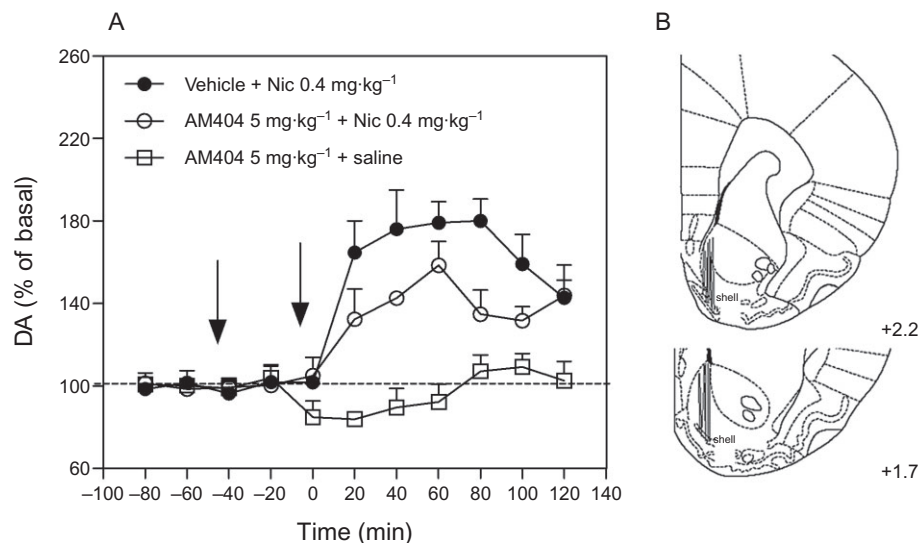 A
B
260
220
180
140
100
60
DA (% of basal)
Vehicle + Nic 0.4 mg·kg⁻¹
AM404 5 mg·kg⁻¹ + Nic 0.4 mg·kg⁻¹
AM404 5 mg·kg⁻¹ + saline
–100 –80 –60 –40 –20 0 20 40 60 80 100 120 140
Time (min)
shell
+2.2
shell
+1.7